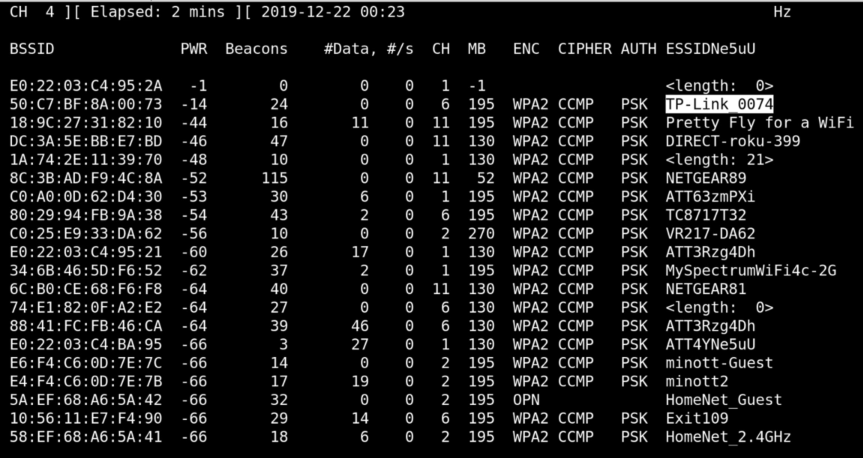 CH 4 ][ Elapsed: 2 mins ][ 2019-12-22 00:23 Hz
BSSID PWR Beacons #Data, #/s CH MB ENC CIPHER AUTH ESSIDNe5uU
E0:22:03:C4:95:2A -1 0 0 0 1 -1 <length: 0>
50:C7:BF:8A:00:73 -14 24 0 0 6 195 WPA2 CCMP PSK TP-Link_0074
18:9C:27:31:82:10 -44 16 11 0 11 195 WPA2 CCMP PSK Pretty Fly for a WiFi
DC:3A:5E:BB:E7:BD -46 47 0 0 11 130 WPA2 CCMP PSK DIRECT-roku-399
1A:74:2E:11:39:70 -48 10 0 0 1 130 WPA2 CCMP PSK <length: 21>
8C:3B:AD:F9:4C:8A -52 115 0 0 11 52 WPA2 CCMP PSK NETGEAR89
C0:A0:0D:62:D4:30 -53 30 6 0 1 195 WPA2 CCMP PSK ATT63zmPXi
80:29:94:FB:9A:38 -54 43 2 0 6 195 WPA2 CCMP PSK TC8717T32
C0:25:E9:33:DA:62 -56 10 0 0 2 270 WPA2 CCMP PSK VR217-DA62
E0:22:03:C4:95:21 -60 26 17 0 1 130 WPA2 CCMP PSK ATT3Rzg4Dh
34:6B:46:5D:F6:52 -62 37 2 0 1 195 WPA2 CCMP PSK MySpectrumWiFi4c-2G
6C:B0:CE:68:F6:F8 -64 40 0 0 11 130 WPA2 CCMP PSK NETGEAR81
74:E1:82:0F:A2:E2 -64 27 0 0 6 130 WPA2 CCMP PSK <length: 0>
88:41:FC:FB:46:CA -64 39 46 0 6 130 WPA2 CCMP PSK ATT3Rzg4Dh
E0:22:03:C4:BA:95 -66 3 27 0 1 130 WPA2 CCMP PSK ATT4YNe5uU
E6:F4:C6:0D:7E:7C -66 14 0 0 2 195 WPA2 CCMP PSK minott-Guest
E4:F4:C6:0D:7E:7B -66 17 19 0 2 195 WPA2 CCMP PSK minott2
5A:EF:68:A6:5A:42 -66 32 0 0 2 195 OPN HomeNet_Guest
10:56:11:E7:F4:90 -66 29 14 0 6 195 WPA2 CCMP PSK Exit109
58:EF:68:A6:5A:41 -66 18 6 0 2 195 WPA2 CCMP PSK HomeNet_2.4GHz